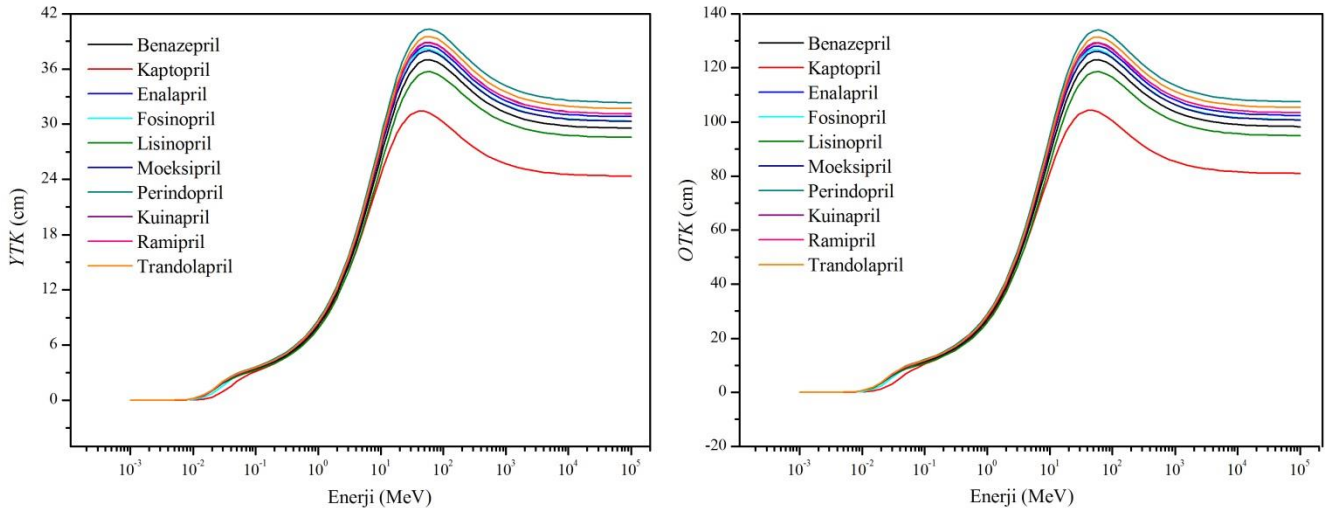 42
36
30
24
18
12
6
0
YTK (cm)
Benazepril
Kaptopril
Enalapril
Fosinopril
Lisinopril
Moeksipril
Perindopril
Kuinapril
Ramipril
Trandolapril
10⁻³ 10⁻² 10⁻¹ 10⁰ 10¹ 10² 10³ 10⁴ 10⁵
Enerji (MeV)
140
120
100
80
60
40
20
0
-20
OTK (cm)
Benazepril
Kaptopril
Enalapril
Fosinopril
Lisinopril
Moeksipril
Perindopril
Kuinapril
Ramipril
Trandolapril
10⁻³ 10⁻² 10⁻¹ 10⁰ 10¹ 10² 10³ 10⁴ 10⁵
Enerji (MeV)